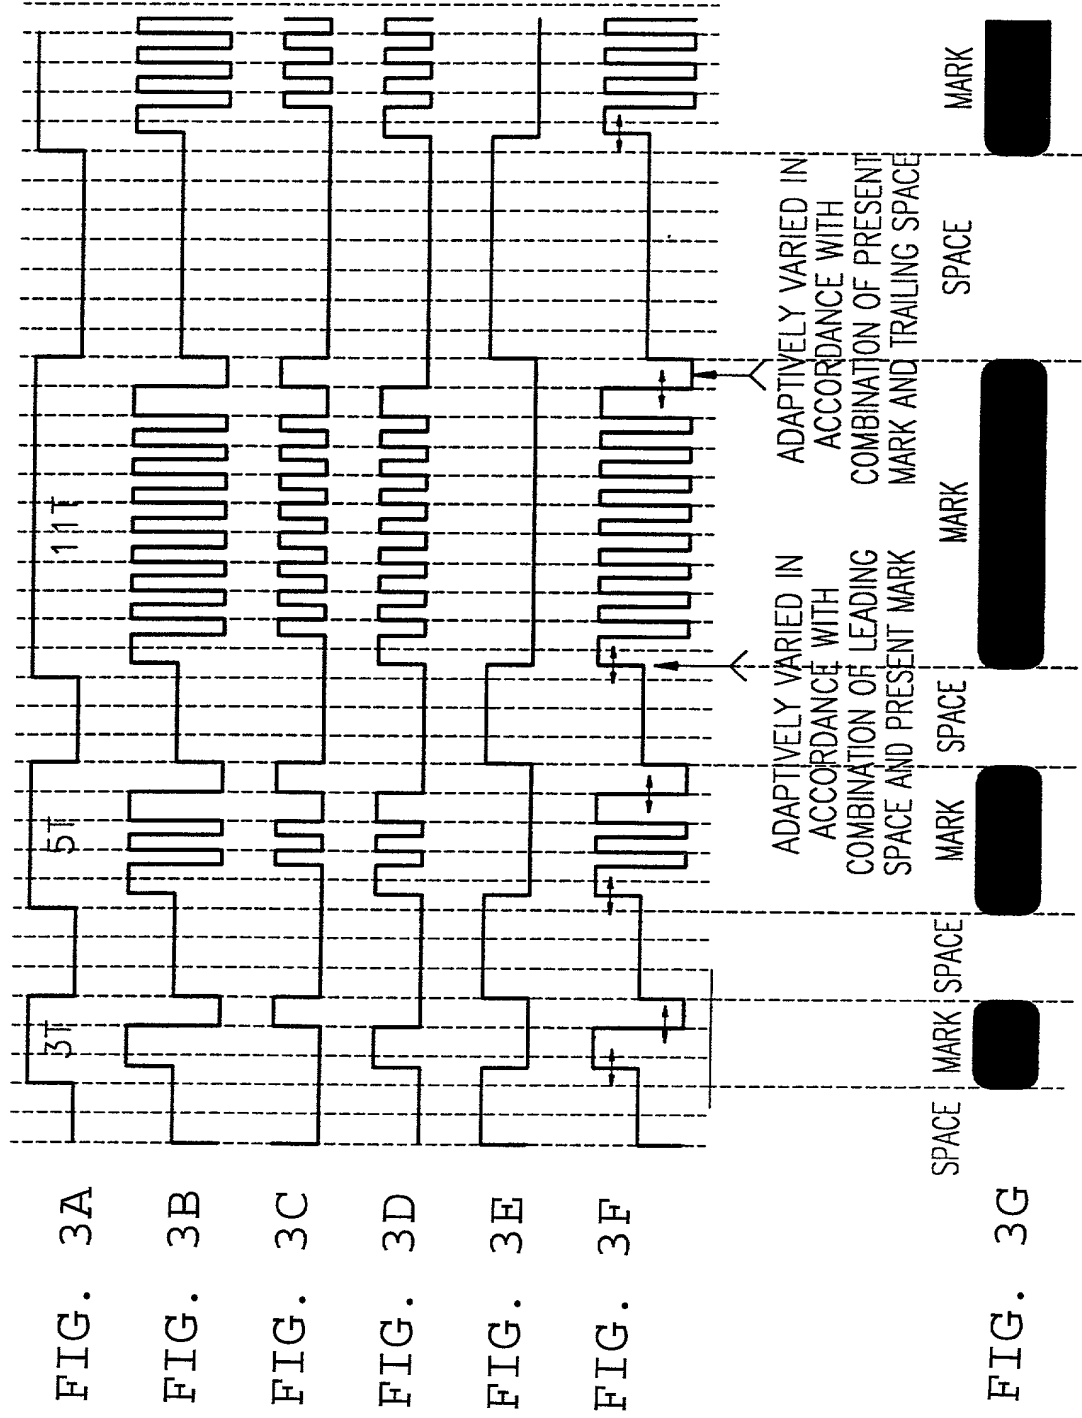 FIG. 3A
3T
5T
11T
FIG. 3B
FIG. 3C
FIG. 3D
FIG. 3E
FIG. 3F
ADAPTIVELY VARIED IN
ACCORDANCE WITH
COMBINATION OF LEADING
SPACE AND PRESENT MARK
ADAPTIVELY VARIED IN
ACCORDANCE WITH
COMBINATION OF PRESENT
MARK AND TRAILING SPACE
SPACE
MARK
SPACE
MARK
SPACE
MARK
SPACE
MARK
FIG. 3G